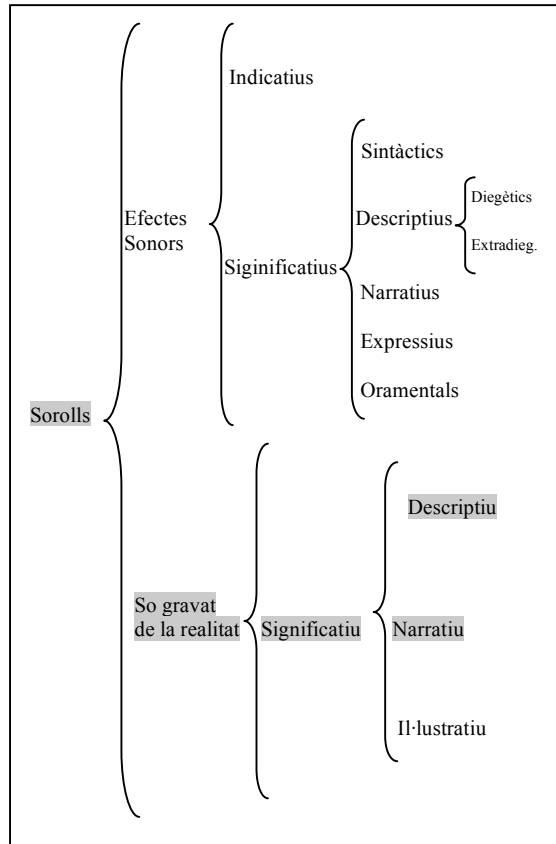 Indicatius
Sintàctics
Diegètics
Efectes
Sonors
Descriptius
Extradieg.
Siginificatius
Narratius
Expressius
Oramentals
Sorolls
Descriptiu
So gravat
de la realitat
Significatiu
Narratiu
Il·lustratiu